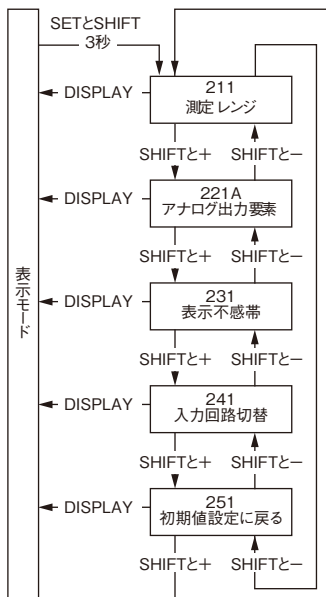 SETとSHIFT
3秒
211
測定レンジ
DISPLAY
SHIFTと＋
SHIFTとー
221A
アナログ出力要素
DISPLAY
SHIFTと＋
SHIFTとー
表示モード
231
表示不感帯
DISPLAY
SHIFTと＋
SHIFTとー
241
入力回路切替
DISPLAY
SHIFTと＋
SHIFTとー
251
初期値設定に戻る
DISPLAY
SHIFTと＋
SHIFTとー